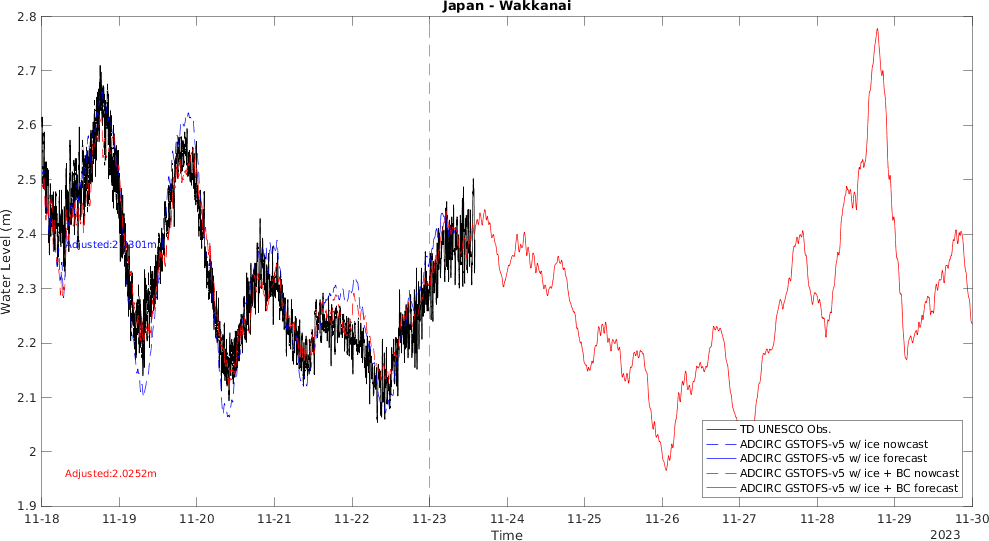 Japan - Wakkanai
Water Level (m)
2.8
2.7
2.6
2.5
2.4
2.3
2.2
2.1
2
1.9
Adjusted:2. 301m
Adjusted:2.0252m
TD UNESCO Obs.
ADCIRC GSTOFS-v5 w/ ice nowcast
ADCIRC GSTOFS-v5 w/ ice forecast
ADCIRC GSTOFS-v5 w/ ice + BC nowcast
ADCIRC GSTOFS-v5 w/ ice + BC forecast
11-18 11-19 11-20 11-21 11-22 11-23 11-24 11-25 11-26 11-27 11-28 11-29 11-30
Time
2023